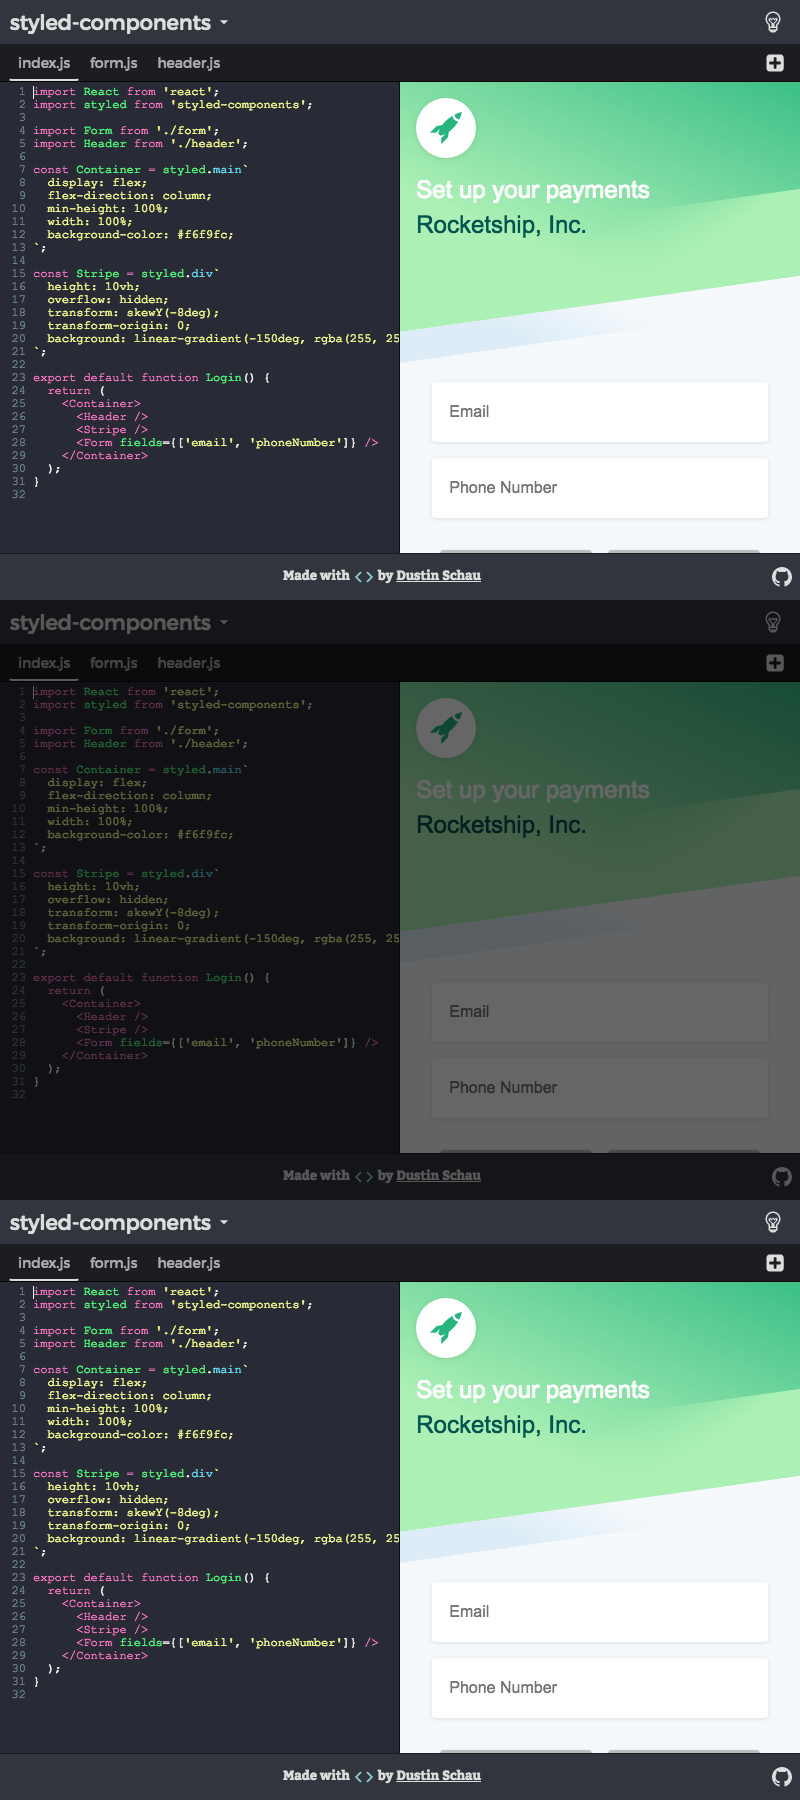 styled-components
index.js form.js header.js
1 import React from 'react';
2 import styled from 'styled-components';
3
4 import Form from './form';
5 import Header from './header';
6
7 const Container = styled.main`
8 display: flex;
9 flex-direction: column;
10 min-height: 100%;
11 width: 100%;
12 background-color: #f6f9fc;
13 `;
14
15 const Stripe = styled.div`
16 height: 10vh;
17 overflow: hidden;
18 transform: skewY(-8deg);
19 transform-origin: 0;
20 background: linear-gradient(-150deg, rgba(255, 25
21 `;
22
23 export default function Login() {
24 return (
25 <Container>
26 <Header />
27 <Stripe />
28 <Form fields={['email', 'phoneNumber']} />
29 </Container>
30 );
31 }
32
Set up your payments
Rocketship, Inc.
Email
Phone Number
Made with <> by Dustin Schau
styled-components
index.js form.js header.js
1 import React from 'react';
2 import styled from 'styled-components';
3
4 import Form from './form';
5 import Header from './header';
6
7 const Container = styled.main`
8 display: flex;
9 flex-direction: column;
10 min-height: 100%;
11 width: 100%;
12 background-color: #f6f9fc;
13 `;
14
15 const Stripe = styled.div`
16 height: 10vh;
17 overflow: hidden;
18 transform: skewY(-8deg);
19 transform-origin: 0;
20 background: linear-gradient(-150deg, rgba(255, 25
21 `;
22
23 export default function Login() {
24 return (
25 <Container>
26 <Header />
27 <Stripe />
28 <Form fields={['email', 'phoneNumber']} />
29 </Container>
30 );
31 }
32
Set up your payments
Rocketship, Inc.
Email
Phone Number
Made with <> by Dustin Schau
styled-components
index.js form.js header.js
1 import React from 'react';
2 import styled from 'styled-components';
3
4 import Form from './form';
5 import Header from './header';
6
7 const Container = styled.main`
8 display: flex;
9 flex-direction: column;
10 min-height: 100%;
11 width: 100%;
12 background-color: #f6f9fc;
13 `;
14
15 const Stripe = styled.div`
16 height: 10vh;
17 overflow: hidden;
18 transform: skewY(-8deg);
19 transform-origin: 0;
20 background: linear-gradient(-150deg, rgba(255, 25
21 `;
22
23 export default function Login() {
24 return (
25 <Container>
26 <Header />
27 <Stripe />
28 <Form fields={['email', 'phoneNumber']} />
29 </Container>
30 );
31 }
32
Set up your payments
Rocketship, Inc.
Email
Phone Number
Made with <> by Dustin Schau